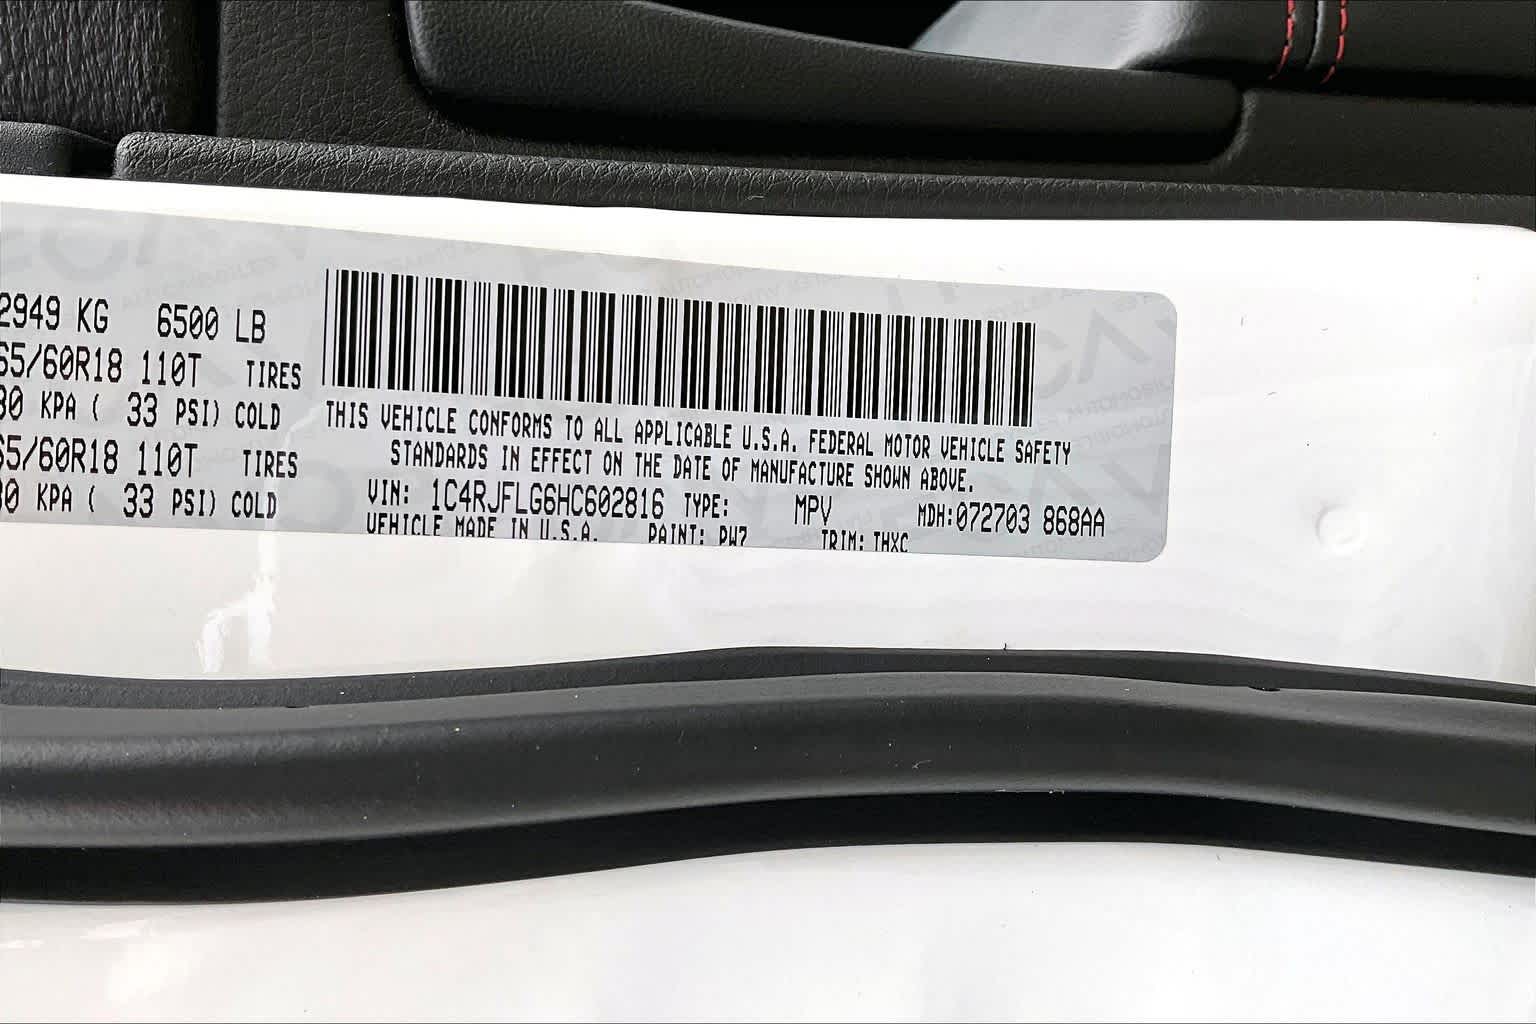 2949 KG 6500 LB
65/60R18 110T TIRES
30 KPA ( 33 PSI) COLD
65/60R18 110T TIRES
30 KPA ( 33 PSI) COLD
THIS VEHICLE CONFORMS TO ALL APPLICABLE U.S.A. FEDERAL MOTOR VEHICLE SAFETY
STANDARDS IN EFFECT ON THE DATE OF MANUFACTURE SHOWN ABOVE.
VIN: 1C4RJFLG6HC602816 TYPE: MPV MDH:072703 868AA
VEHICLE MADE IN U.S.A. PAINT: PW7 TRIM: THXC